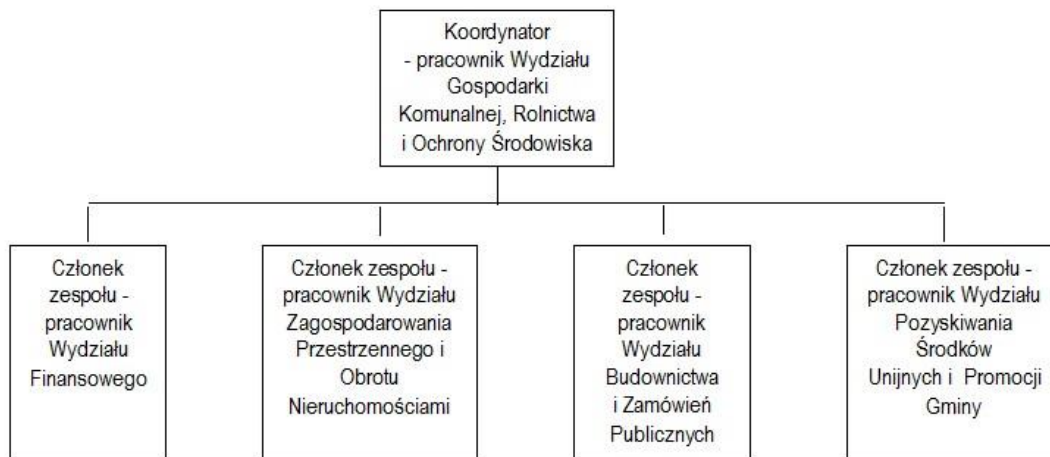 Koordynator
- pracownik Wydziału
Gospodarki
Komunalnej, Rolnictwa
i Ochrony Środowiska
Członek
zespołu -
pracownik
Wydziału
Finansowego
Członek zespołu -
pracownik Wydziału
Zagospodarowania
Przestrzennego i
Obrotu
Nieruchomościami
Członek
zespołu -
pracownik
Wydziału
Budownictwa
i Zamówień
Publicznych
Członek zespołu -
pracownik Wydziału
Pozyskiwania
Środków
Unijnych i Promocji
Gminy